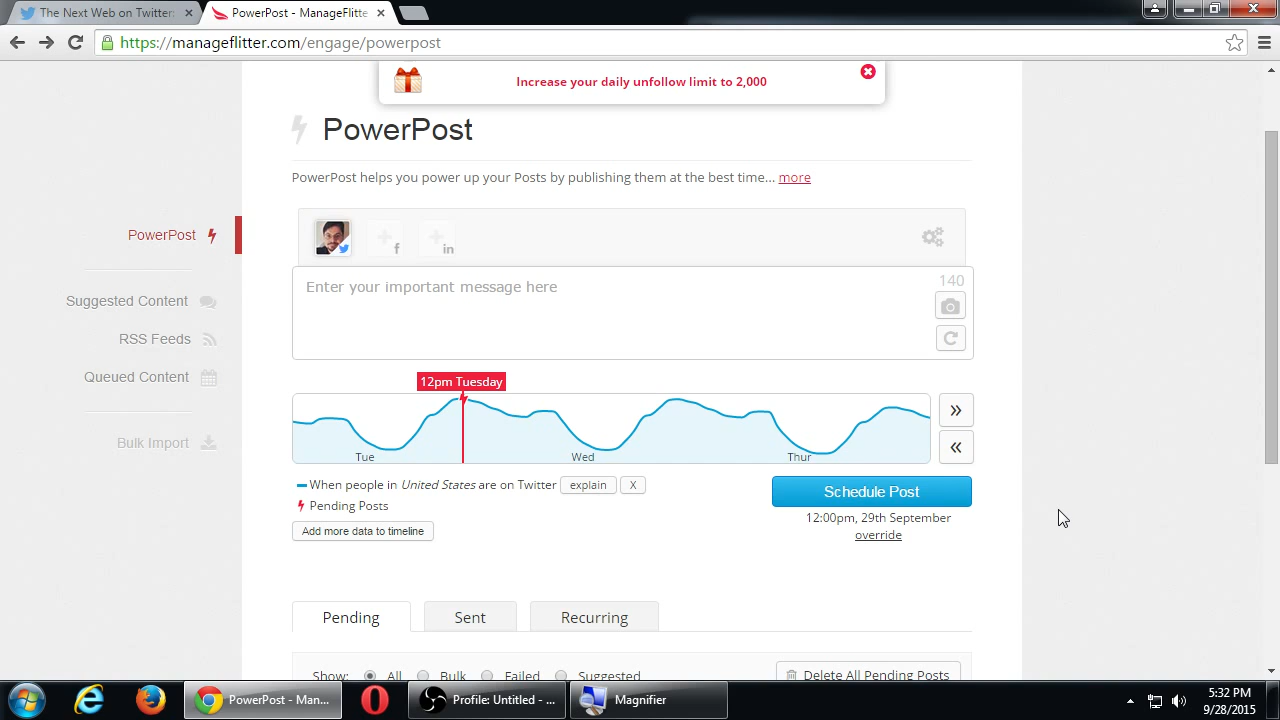 The Next Web on Twitter:
PowerPost - ManageFlitte
https://manageflitter.com/engage/powerpost
Increase your daily unfollow limit to 2,000
PowerPost
PowerPost helps you power up your Posts by publishing them at the best time... more
PowerPost
f
in
Enter your important message here
140
Suggested Content
RSS Feeds
Queued Content
12pm Tuesday
»
Bulk Import
«
Tue
Wed
Thur
When people in United States are on Twitter explain X
Schedule Post
Pending Posts
12:00pm, 29th September
Add more data to timeline
override
Pending
Sent
Recurring
Show: All Bulk Failed Suggested
Delete All Pending Posts
PowerPost - Man...
Profile: Untitled - ...
Magnifier
5:32 PM
9/28/2015